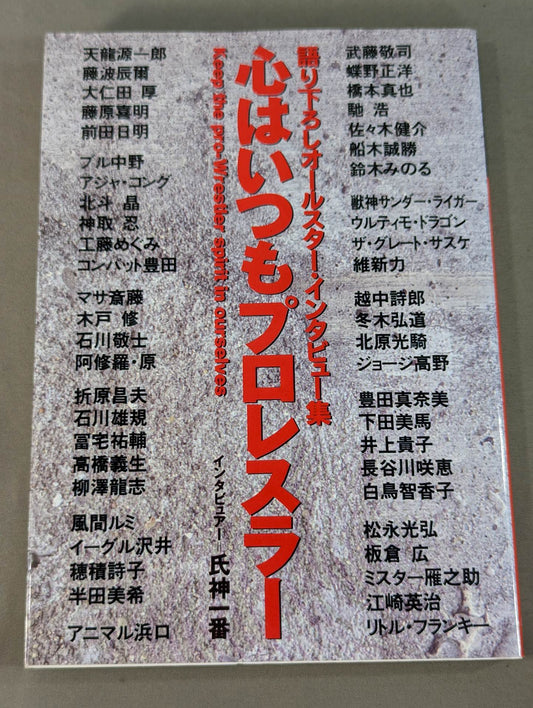 語り下ろしオールスター・インタビュー集
心はいつもプロレスラー
Keep the pro-Wrestler spirit in ourselves
インタビュアー 氏神一番
武藤敬司
蝶野正洋
橋本真也
馳 浩
佐々木健介
船木誠勝
鈴木みのる
獣神サンダー・ライガー
ウルティモ・ドラゴン
ザ・グレート・サスケ
維新力
越中詩郎
冬木弘道
北原光騎
ジョージ高野
豊田真奈美
下田美馬
井上貴子
長谷川咲恵
白鳥智香子
松永光弘
板倉 広
ミスター雁之助
江崎英治
リトル・フランキー
天龍源一郎
藤波辰爾
大仁田 厚
藤原喜明
前田日明
ブル中野
アジャ・コング
北斗 晶
神取 忍
工藤めぐみ
コンバット豊田
マサ斎藤
木戸 修
石川敬士
阿修羅・原
折原昌夫
石川雄規
冨宅祐輔
高橋義生
柳澤龍志
風間ルミ
イーグル沢井
穂積詩子
半田美希
アニマル浜口